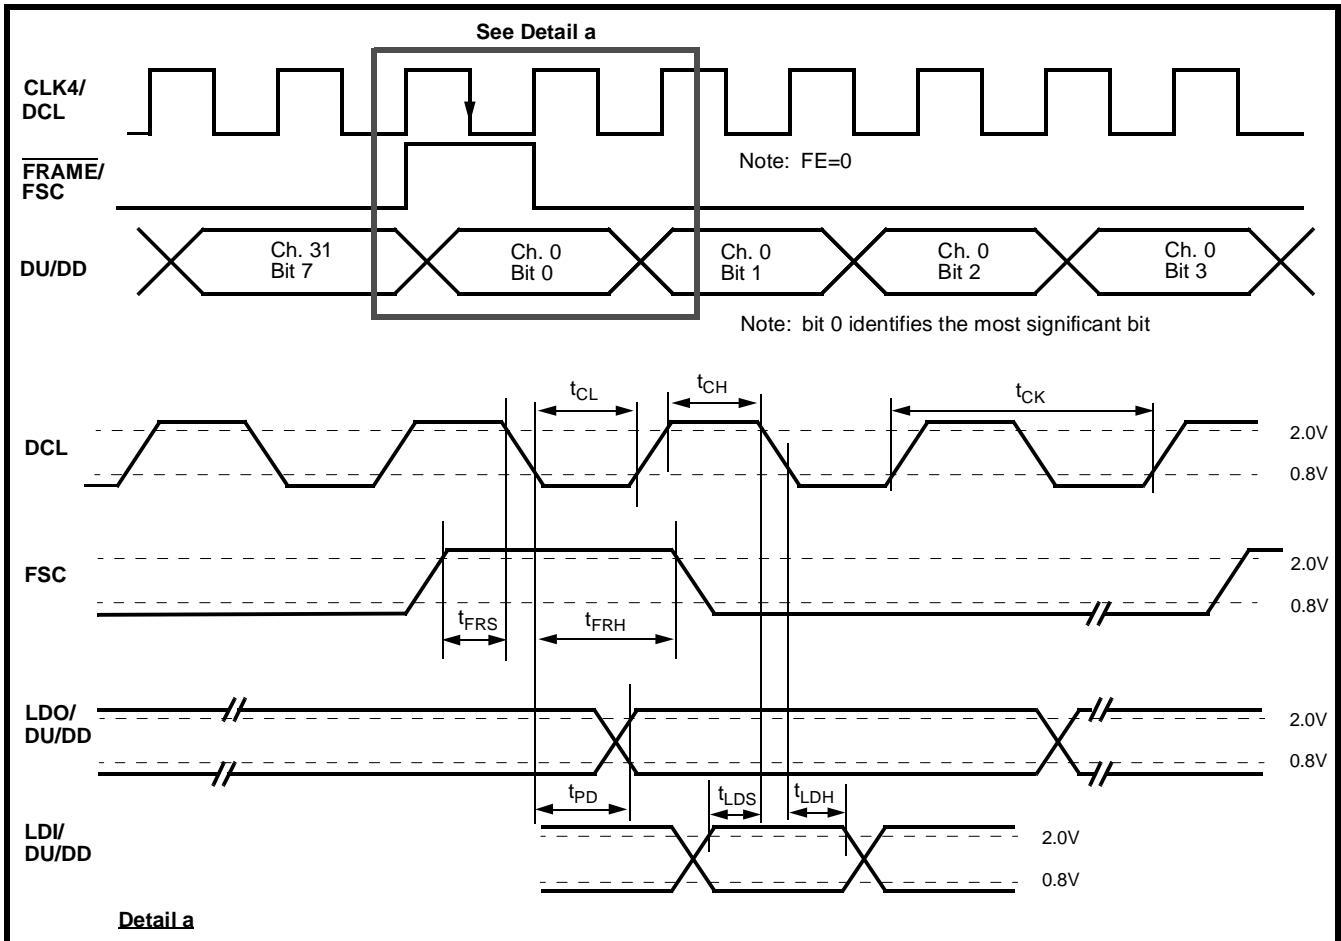 See Detail a
CLK4/
DCL
FRAME/
FSC
Note: FE=0
DU/DD
Ch. 31
Bit 7
Ch. 0
Bit 0
Ch. 0
Bit 1
Ch. 0
Bit 2
Ch. 0
Bit 3
Note: bit 0 identifies the most significant bit
tCL
tCH
tCK
DCL
2.0V
0.8V
FSC
2.0V
0.8V
tFRS
tFRH
LDO/
DU/DD
2.0V
0.8V
tPD
tLDS
tLDH
LDI/
DU/DD
2.0V
0.8V
Detail a